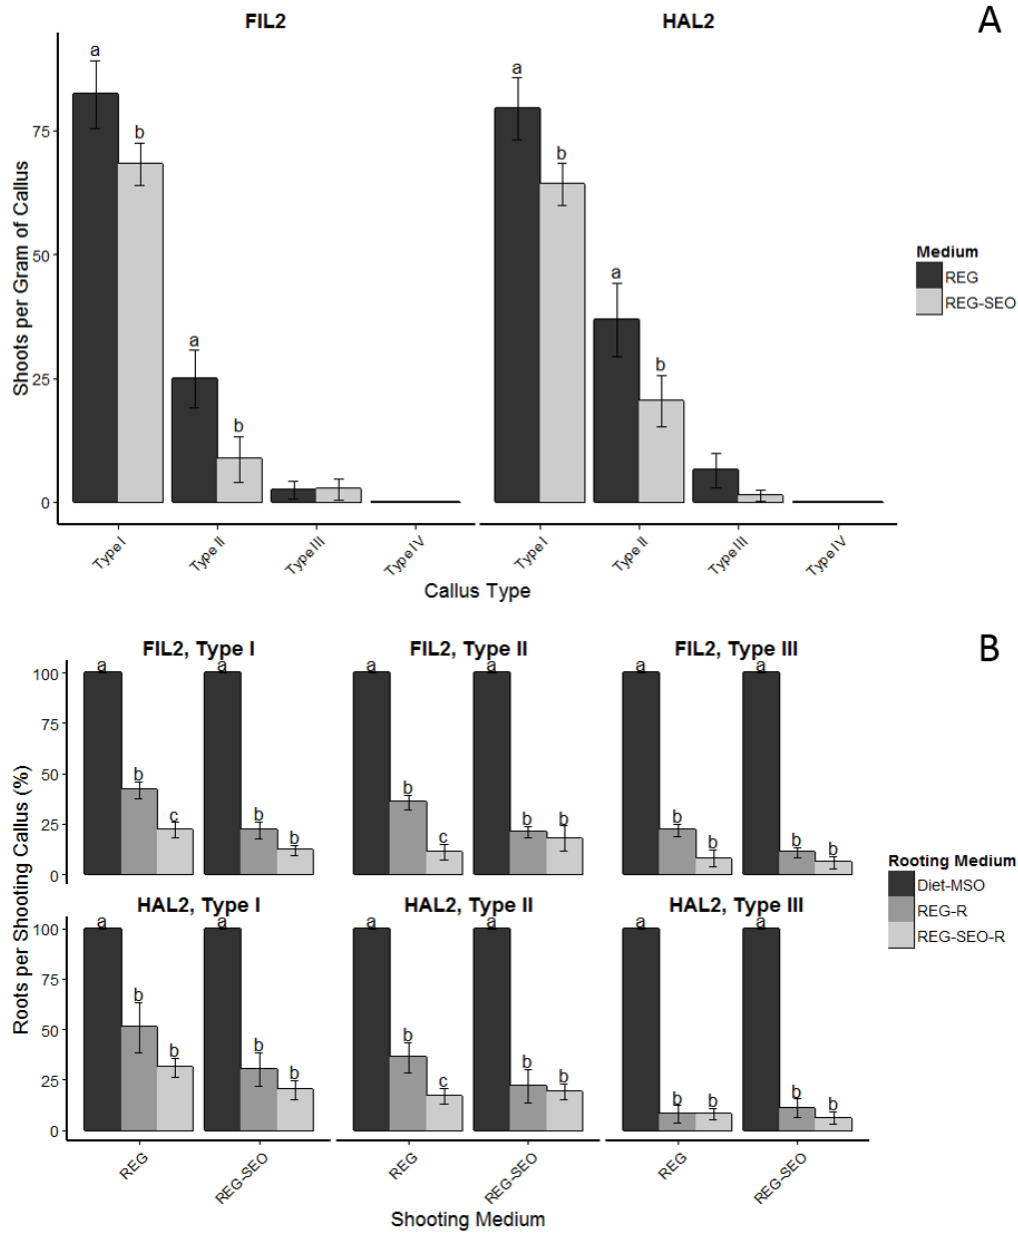 FIL2 HAL2 A
Shoots per Gram of Callus
75
50
25
0
a b a b
a b a b
Type I Type II Type III Type IV Type I Type II Type III Type IV
Callus Type
Medium
REG
REG-SEO
B
FIL2, Type I FIL2, Type II FIL2, Type III
Roots per Shooting Callus (%)
100
75
50
25
0
a b c a b b a b c a b b a b b a b b
HAL2, Type I HAL2, Type II HAL2, Type III
100
75
50
25
0
a b b a b b a b c a b b a b b a b b
REG REG-SEO REG REG-SEO REG REG-SEO
Shooting Medium
Rooting Medium
Diet-MSO
REG-R
REG-SEO-R